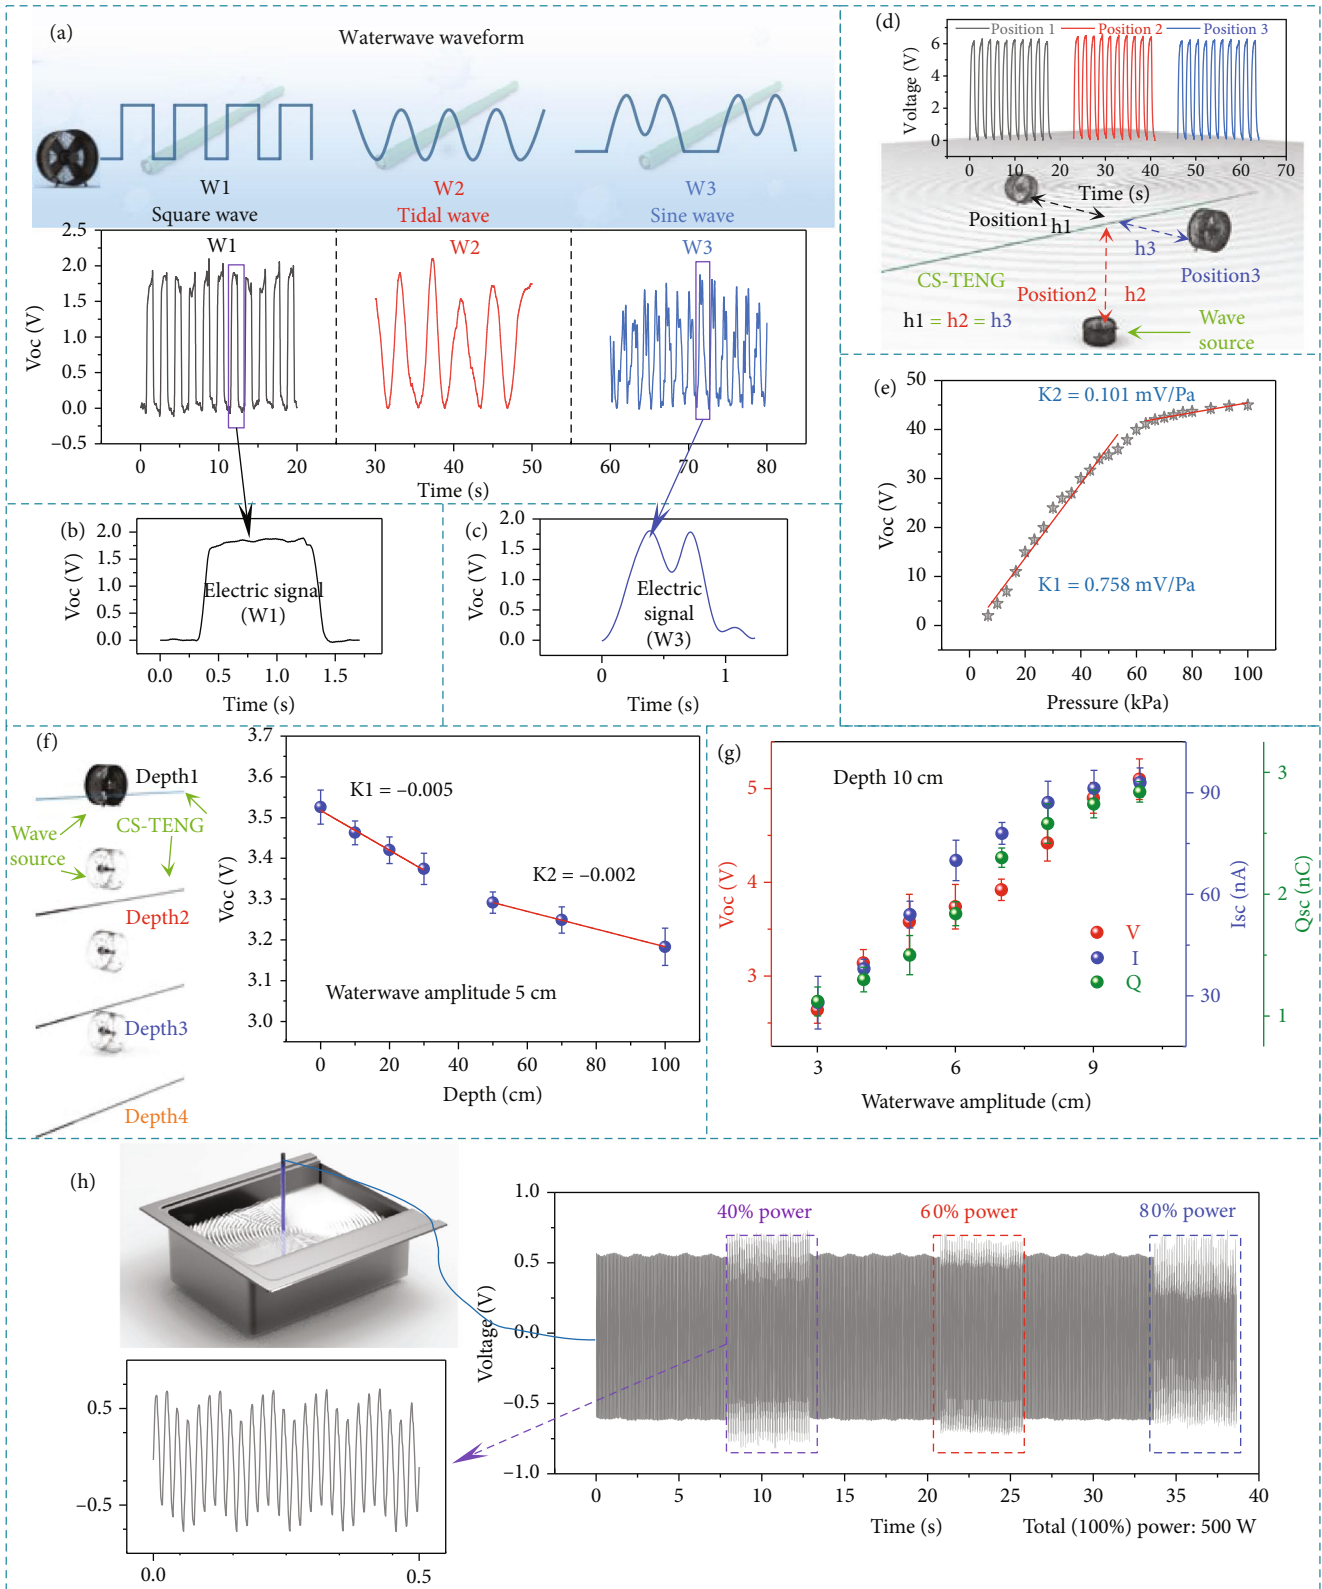 (a)
Waterwave waveform
W1
W2
W3
Square wave
Tidal wave
Sine wave
2.5
2.0
1.5
1.0
0.5
0.0
−0.5
Voc (V)
W1
W2
W3
0 10 20 30 40 50 60 70 80
Time (s)
(b)
2.0
1.5
1.0
0.5
0.0
Voc (V)
Electric signal
(W1)
0.0 0.5 1.0 1.5
Time (s)
(c)
2.0
1.5
1.0
0.5
0.0
Voc (V)
Electric
signal
(W3)
0 1
Time (s)
(d)
Position 1 Position 2 Position 3
6
4
2
0
Voltage (V)
0 10 20 30 40 50 60 70
Time (s)
Position1
h1
h3
CS-TENG
Position2
h2
Position3
h1 = h2 = h3
Wave
source
(e)
50
40
30
20
10
0
Voc (V)
K2 = 0.101 mV/Pa
K1 = 0.758 mV/Pa
0 20 40 60 80 100
Pressure (kPa)
(f)
Depth1
Wave
source
CS-TENG
Depth2
Depth3
Depth4
3.7
3.6
3.5
3.4
3.3
3.2
3.1
3.0
Voc (V)
K1 = −0.005
K2 = −0.002
Waterwave amplitude 5 cm
0 20 40 60 80 100
Depth (cm)
(g)
Depth 10 cm
5
4
3
Voc (V)
90
60
30
Isc (nA)
3
2
1
Qsc (nC)
V
I
Q
3 6 9
Waterwave amplitude (cm)
(h)
0.5
−0.5
0.0 0.5
1.0
0.5
0.0
−0.5
−1.0
Voltage (V)
40% power
60% power
80% power
0 5 10 15 20 25 30 35 40
Time (s)
Total (100%) power: 500 W